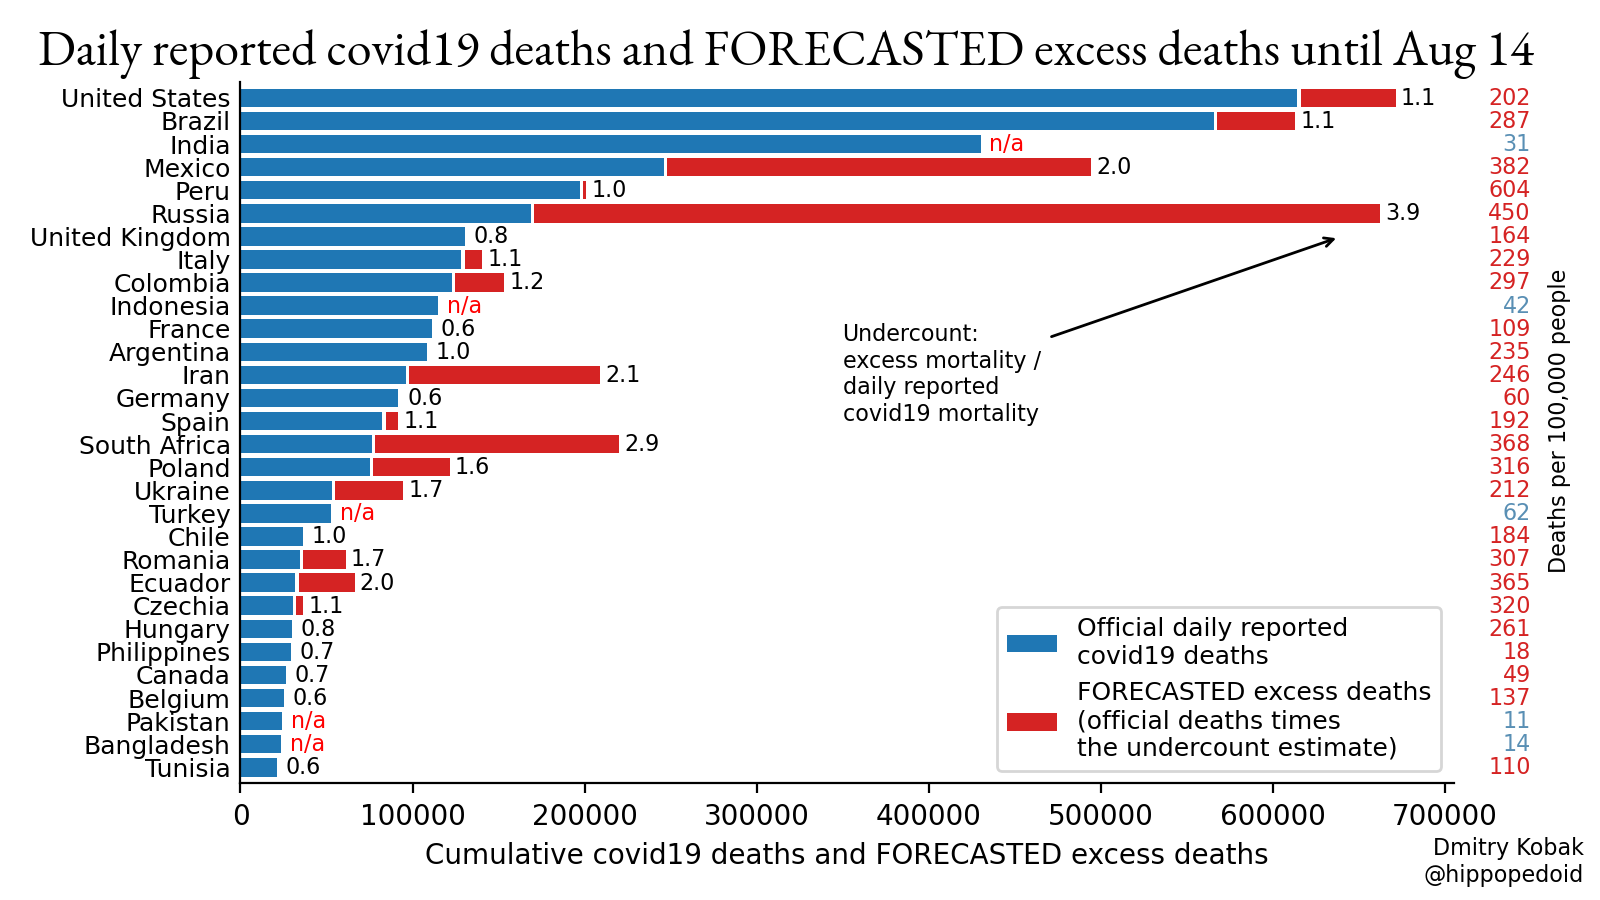 Daily reported covid19 deaths and FORECASTED excess deaths until Aug 14
United States 1.1 202
Brazil 1.1 287
India n/a 31
Mexico 2.0 382
Peru 1.0 604
Russia 3.9 450
United Kingdom 0.8 164
Italy 1.1 229
Colombia 1.2 297
Indonesia n/a 42
France 0.6 109
Argentina 1.0 235
Iran 2.1 246
Germany 0.6 60
Spain 1.1 192
South Africa 2.9 368
Poland 1.6 316
Ukraine 1.7 212
Turkey n/a 62
Chile 1.0 184
Romania 1.7 307
Ecuador 2.0 365
Czechia 1.1 320
Hungary 0.8 261
Philippines 0.7 18
Canada 0.7 49
Belgium 0.6 137
Pakistan n/a 11
Bangladesh n/a 14
Tunisia 0.6 110
Undercount:
excess mortality /
daily reported
covid19 mortality
Deaths per 100,000 people
Official daily reported
covid19 deaths
FORECASTED excess deaths
(official deaths times
the undercount estimate)
0 100000 200000 300000 400000 500000 600000 700000
Cumulative covid19 deaths and FORECASTED excess deaths
Dmitry Kobak
@hippopedoid